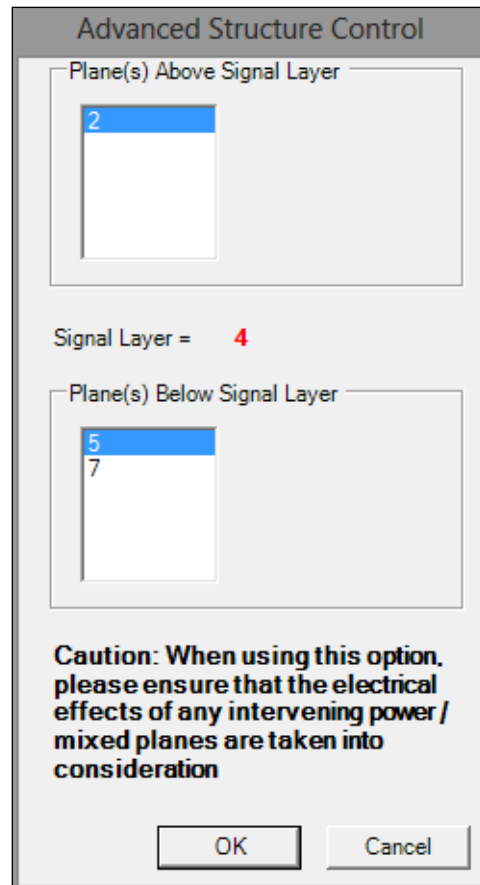 Advanced Structure Control
Plane(s) Above Signal Layer
2
Signal Layer = 4
Plane(s) Below Signal Layer
5
7
Caution: When using this option,
please ensure that the electrical
effects of any intervening power /
mixed planes are taken into
consideration
OK Cancel